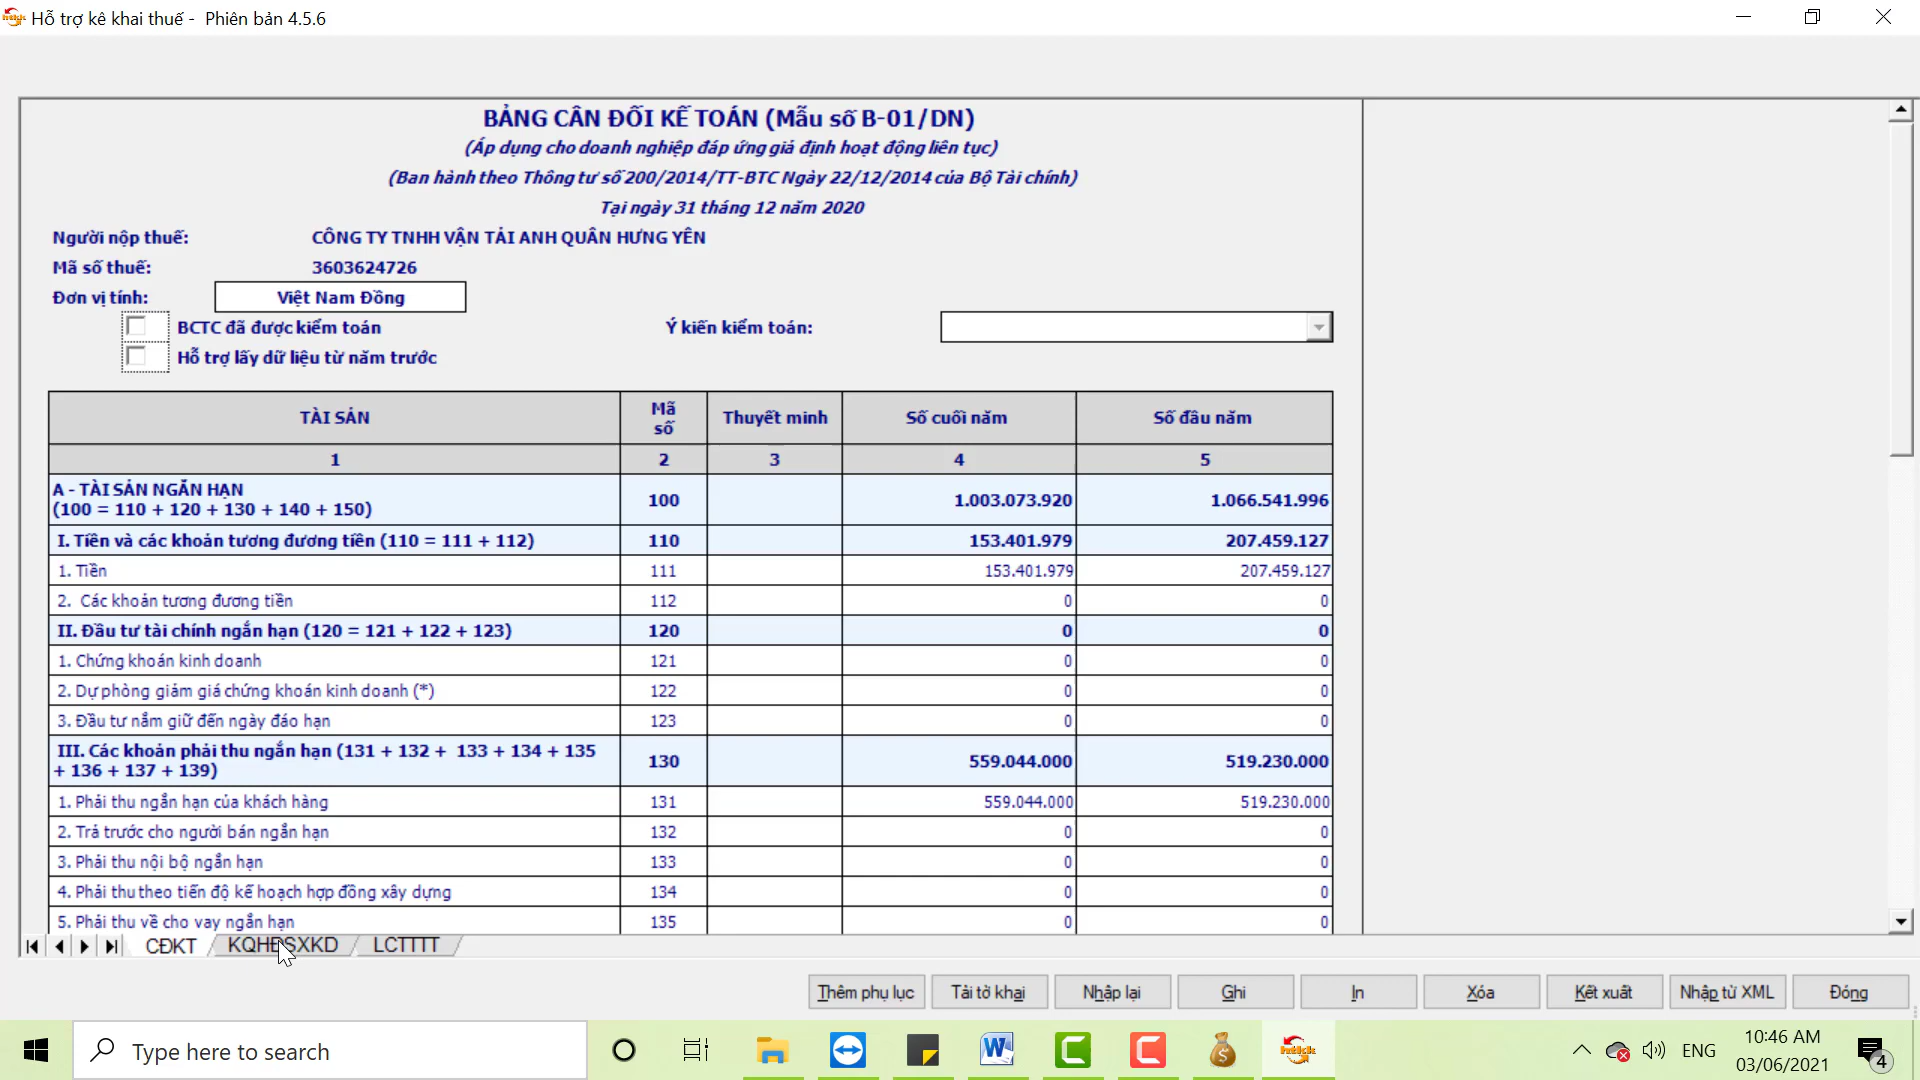 Hỗ trợ kê khai thuế - Phiên bản 4.5.6
BẢNG CÂN ĐỐI KẾ TOÁN (Mẫu số B-01/DN)
(Áp dụng cho doanh nghiệp đáp ứng giả định hoạt động liên tục)
(Ban hành theo Thông tư số 200/2014/TT-BTC Ngày 22/12/2014 của Bộ Tài chính)
Tại ngày 31 tháng 12 năm 2020
Người nộp thuế: CÔNG TY TNHH VẬN TẢI ANH QUÂN HƯNG YÊN
Mã số thuế: 3603624726
Đơn vị tính: Việt Nam Đồng
BCTC đã được kiểm toán Ý kiến kiểm toán:
Hỗ trợ lấy dữ liệu từ năm trước
TÀI SẢN Mã số Thuyết minh Số cuối năm Số đầu năm
1 2 3 4 5
A - TÀI SẢN NGẮN HẠN
(100 = 110 + 120 + 130 + 140 + 150) 100 1.003.073.920 1.066.541.996
I. Tiền và các khoản tương đương tiền (110 = 111 + 112) 110 153.401.979 207.459.127
1. Tiền 111 153.401.979 207.459.127
2. Các khoản tương đương tiền 112 0 0
II. Đầu tư tài chính ngắn hạn (120 = 121 + 122 + 123) 120 0 0
1. Chứng khoán kinh doanh 121 0 0
2. Dự phòng giảm giá chứng khoán kinh doanh (*) 122 0 0
3. Đầu tư nắm giữ đến ngày đáo hạn 123 0 0
III. Các khoản phải thu ngắn hạn (131 + 132 + 133 + 134 + 135
+ 136 + 137 + 139) 130 559.044.000 519.230.000
1. Phải thu ngắn hạn của khách hàng 131 559.044.000 519.230.000
2. Trả trước cho người bán ngắn hạn 132 0 0
3. Phải thu nội bộ ngắn hạn 133 0 0
4. Phải thu theo tiến độ kế hoạch hợp đồng xây dựng 134 0 0
5. Phải thu về cho vay ngắn hạn 135 0 0
CĐKT KQHĐSXKD LCTTTT
Thêm phụ lục Tải tờ khai Nhập lại Ghi In Xóa Kết xuất Nhập từ XML Đóng
Type here to search ENG 10:46 AM
03/06/2021 4